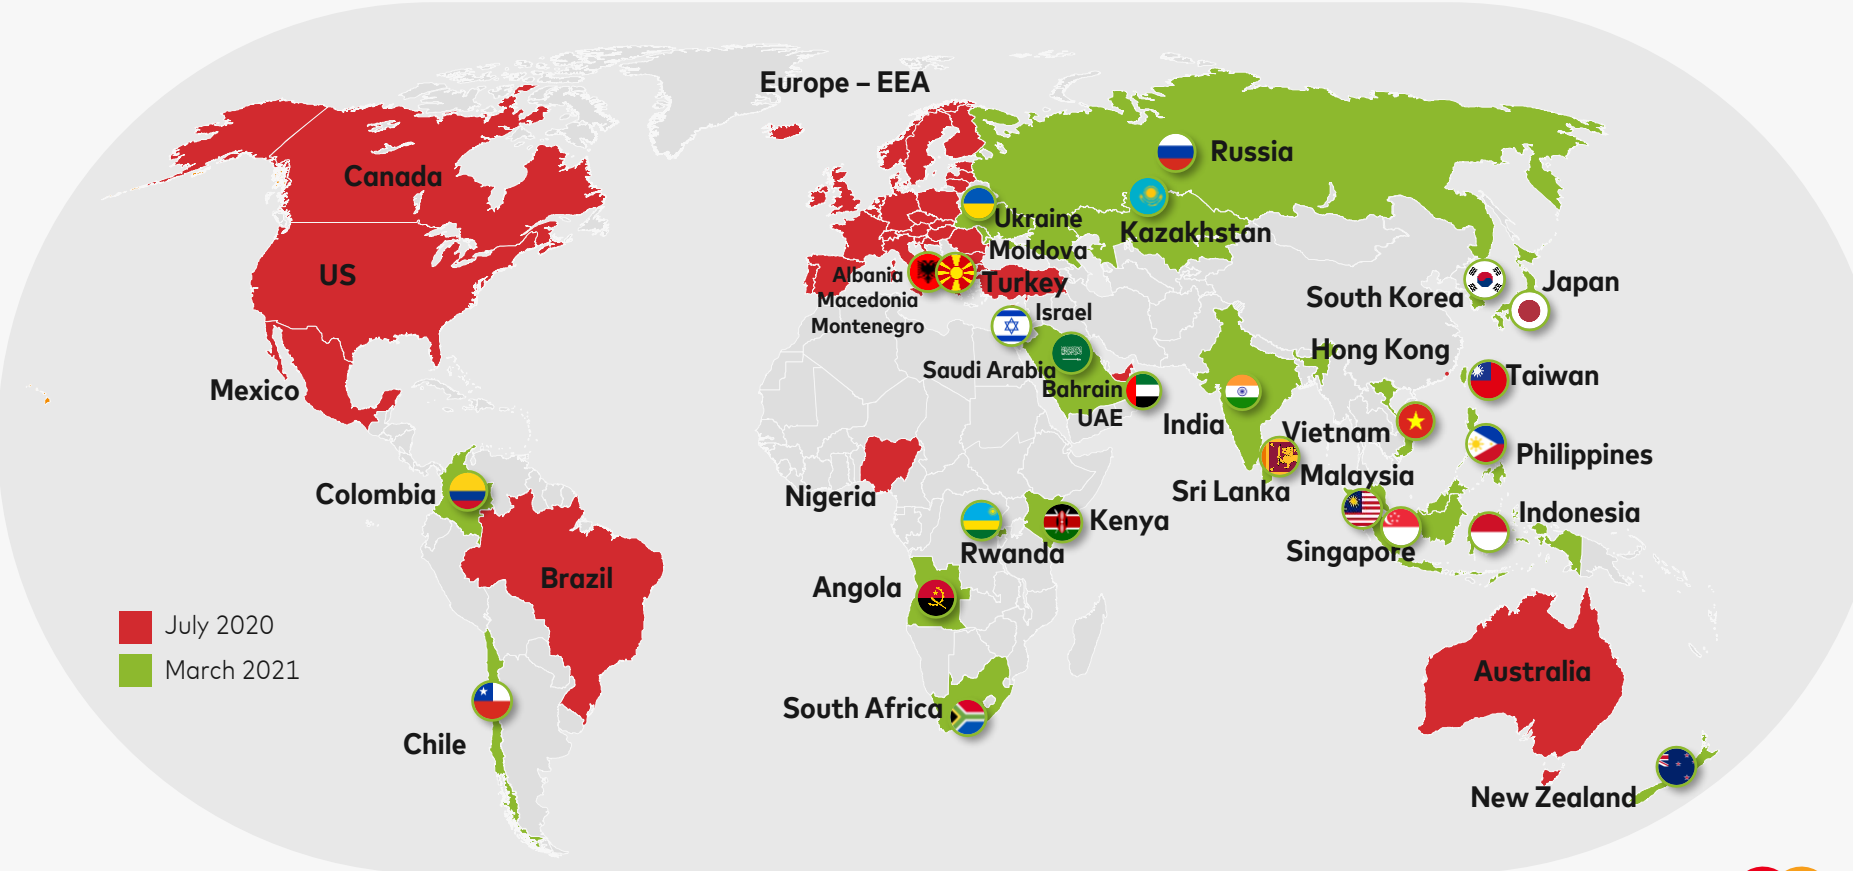 Europe – EEA
Russia
Canada
Ukraine
Kazakhstan
Moldova
US
Albania
Turkey
Japan
Macedonia
South Korea
Montenegro
Israel
Hong Kong
Saudi Arabia
Taiwan
Mexico
Bahrain
UAE
India
Vietnam
Philippines
Malaysia
Colombia
Nigeria
Sri Lanka
Indonesia
Kenya
Rwanda
Singapore
Brazil
Angola
July 2020
March 2021
Australia
South Africa
Chile
New Zealand